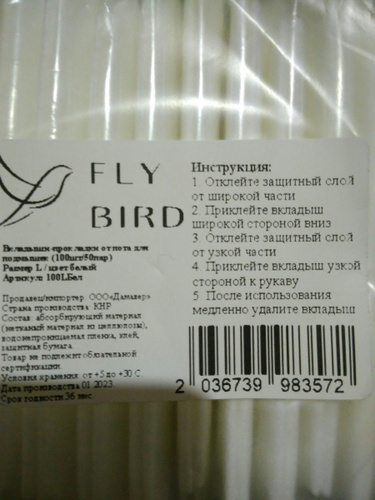 FLY
BIRD
Вкладыши-прокладки от пота для
подмышек (100шт/50пар)
Размер L / цвет белый
Артикул: 100LБел
Продавец/импортер: ООО«Дамавер»
Страна производства: КНР
Состав: абсорбирующий материал
(нетканый материал из целлюлозы),
водонепроницаемая пленка, клей,
защитная бумага.
Товар не подлежит обязательной
сертификации
Условия хранения: от +5 до +30 С.
Дата производства 01 2023
Срок годности 36 мес.
Инструкция:
1. Отклейте защитный слой
от широкой части
2. Приклейте вкладыш
широкой стороной вниз
3. Отклейте защитный слой
от узкой части
4. Приклейте вкладыш узкой
стороной к рукаву
5. После использования
медленно удалите вкладыш
2 036739 983572